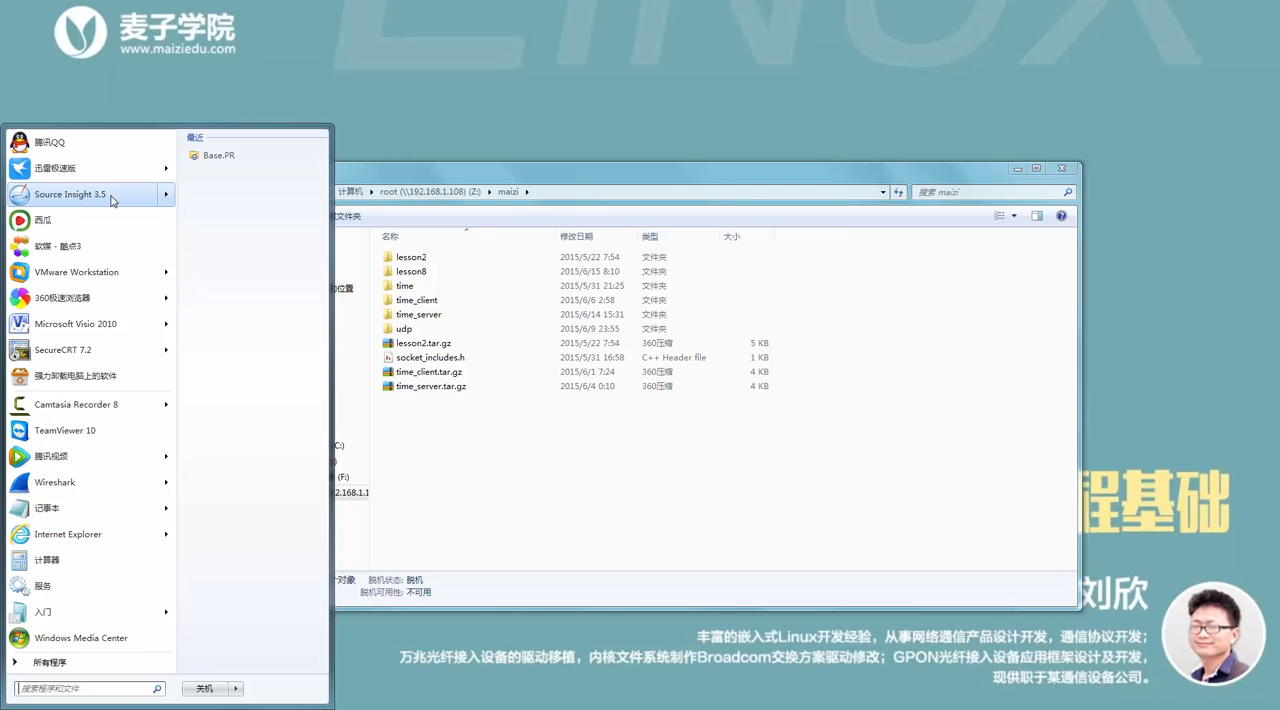 LINUX
麦子学院
www.maiziedu.com
腾讯QQ
迅雷极速版
Source Insight 3.5
西瓜
软媒 - 酷点3
VMware Workstation
360极速浏览器
Microsoft Visio 2010
SecureCRT 7.2
强力卸载电脑上的软件
Camtasia Recorder 8
TeamViewer 10
腾讯视频
Wireshark
记事本
Internet Explorer
计算器
服务
入门
Windows Media Center
所有程序
搜索程序和文件
关机
最近
Base.PR
计算机 root (\\192.168.1.108) (Z:) maizi
搜索 maizi
文件夹
名称 修改日期 类型 大小
lesson2 2015/5/22 7:54 文件夹
lesson8 2015/6/15 8:10 文件夹
time 2015/5/31 21:25 文件夹
time_client 2015/6/6 2:58 文件夹
time_server 2015/6/14 15:31 文件夹
udp 2015/6/9 23:55 文件夹
lesson2.tar.gz 2015/5/22 7:54 360压缩 5 KB
socket_includes.h 2015/5/31 16:58 C++ Header file 1 KB
time_client.tar.gz 2015/6/1 7:24 360压缩 4 KB
time_server.tar.gz 2015/6/4 0:10 360压缩 4 KB
的位置
C:)
(F:)
2.168.1.1
个对象 脱机状态: 脱机
脱机可用性: 不可用
程基础
刘欣
丰富的嵌入式Linux开发经验，从事网络通信产品设计开发，通信协议开发；
万兆光纤接入设备的驱动移植，内核文件系统制作Broadcom交换方案驱动修改；GPON光纤接入设备应用框架设计及开发，
现供职于某通信设备公司。